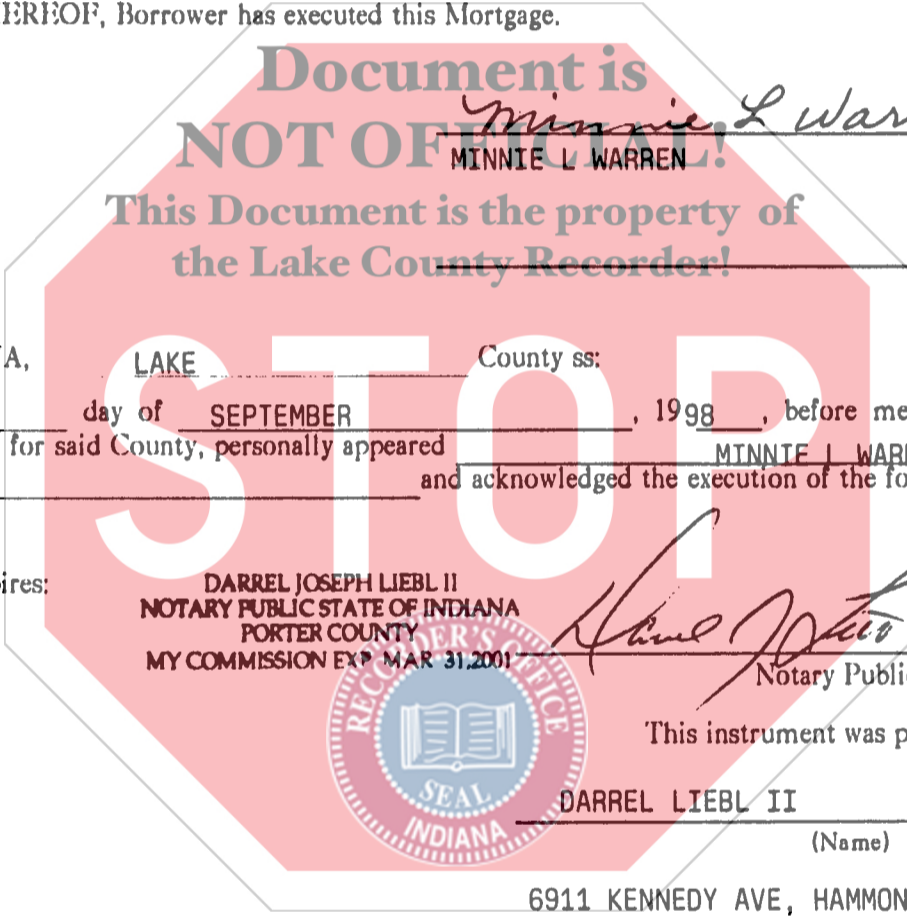 EREOF, Borrower has executed this Mortgage.
Document is
NOT OFFICIAL!
Minnie L War
MINNIE L WARREN
This Document is the property of
the Lake County Recorder!
STOP
A, LAKE County ss:
day of SEPTEMBER, 1998, before me
for said County, personally appeared MINNIE L WARR
and acknowledged the execution of the fo
ires:
DARREL JOSEPH LIEBL II
NOTARY PUBLIC STATE OF INDIANA
PORTER COUNTY
MY COMMISSION EXP MAR 31,2001
Notary Public
This instrument was p
RECORDER'S OFFICE
SEAL
INDIANA
DARREL LIEBL II
(Name)
6911 KENNEDY AVE, HAMMON